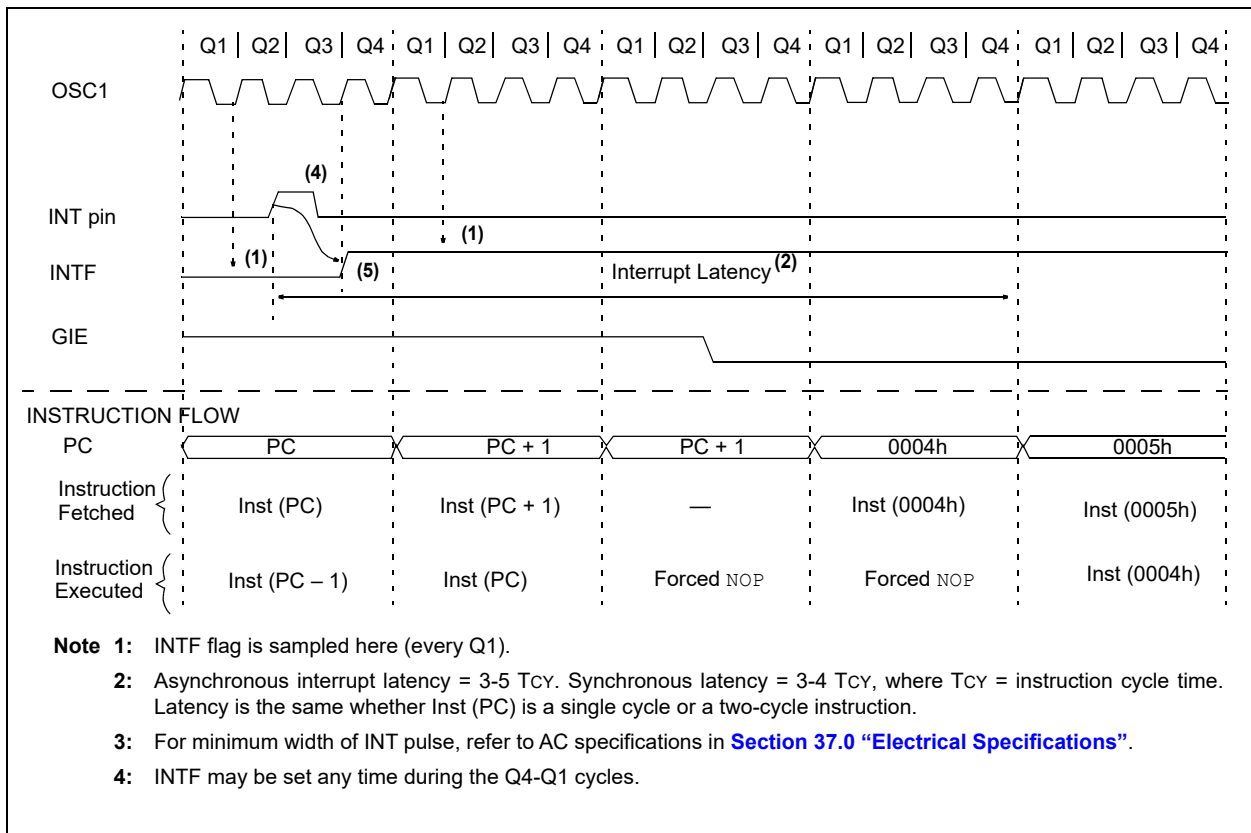 Q1 Q2 Q3 Q4 Q1 Q2 Q3 Q4 Q1 Q2 Q3 Q4 Q1 Q2 Q3 Q4 Q1 Q2 Q3 Q4
OSC1
(4)
INT pin
(1)
(1)
INTF
(5)
Interrupt Latency (2)
GIE
INSTRUCTION FLOW
PC PC PC + 1 PC + 1 0004h 0005h
Instruction
Fetched
Inst (PC) Inst (PC + 1) — Inst (0004h) Inst (0005h)
Instruction
Executed
Inst (PC – 1) Inst (PC) Forced NOP Forced NOP Inst (0004h)
Note 1: INTF flag is sampled here (every Q1).
2: Asynchronous interrupt latency = 3-5 TCY. Synchronous latency = 3-4 TCY, where TCY = instruction cycle time.
Latency is the same whether Inst (PC) is a single cycle or a two-cycle instruction.
3: For minimum width of INT pulse, refer to AC specifications in Section 37.0 “Electrical Specifications”.
4: INTF may be set any time during the Q4-Q1 cycles.